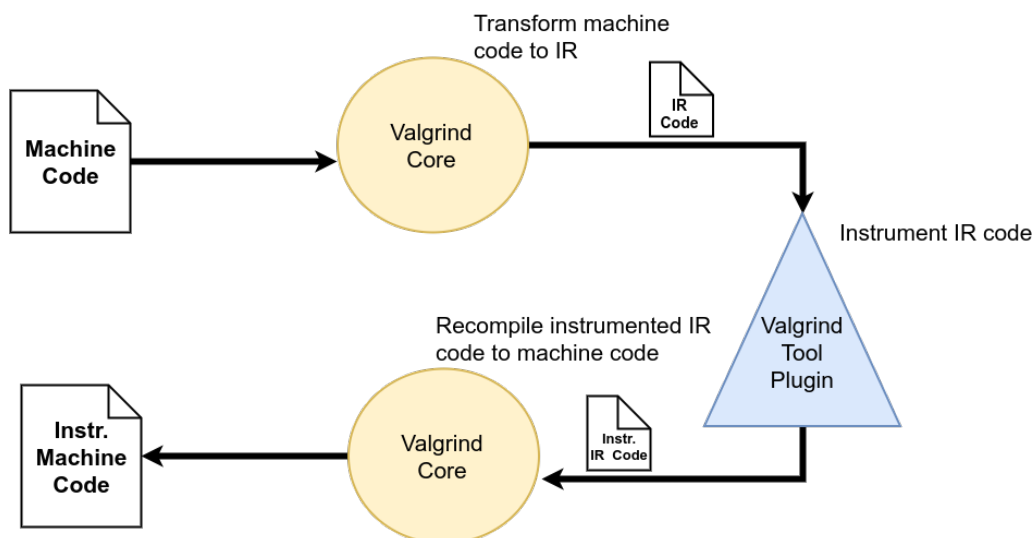 Transform machine
code to IR
Machine
Code
Valgrind
Core
IR
Code
Instrument IR code
Valgrind
Tool
Plugin
Recompile instrumented IR
code to machine code
Instr.
IR Code
Valgrind
Core
Instr.
Machine
Code